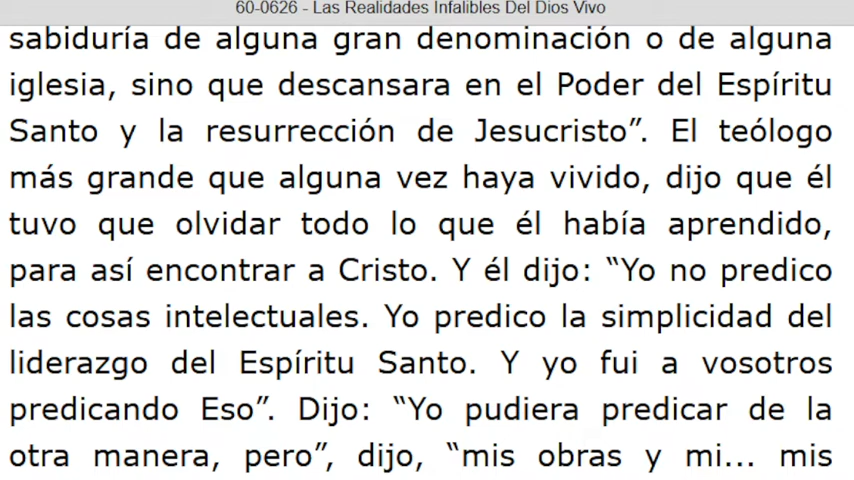 60-0626 - Las Realidades Infalibles Del Dios Vivo
sabiduría de alguna gran denominación o de alguna
iglesia, sino que descansara en el Poder del Espíritu
Santo y la resurrección de Jesucristo”. El teólogo
más grande que alguna vez haya vivido, dijo que él
tuvo que olvidar todo lo que él había aprendido,
para así encontrar a Cristo. Y él dijo: “Yo no predico
las cosas intelectuales. Yo predico la simplicidad del
liderazgo del Espíritu Santo. Y yo fui a vosotros
predicando Eso”. Dijo: “Yo pudiera predicar de la
otra manera, pero”, dijo, “mis obras y mi... mis